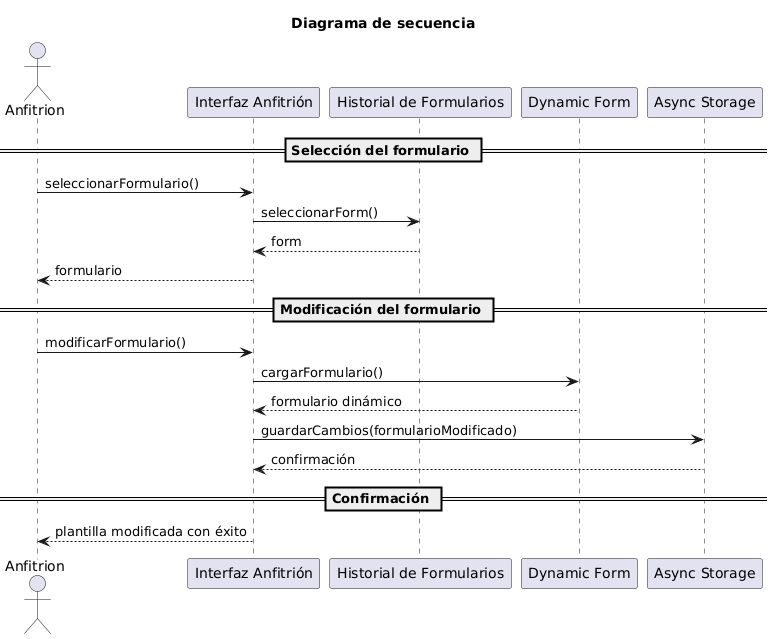 Diagrama de secuencia
Anfitrion
Interfaz Anfitrión
Historial de Formularios
Dynamic Form
Async Storage
Selección del formulario
seleccionarFormulario()
seleccionarForm()
form
formulario
Modificación del formulario
modificarFormulario()
cargarFormulario()
formulario dinámico
guardarCambios(formularioModificado)
confirmación
Confirmación
plantilla modificada con éxito
Anfitrion
Interfaz Anfitrión
Historial de Formularios
Dynamic Form
Async Storage